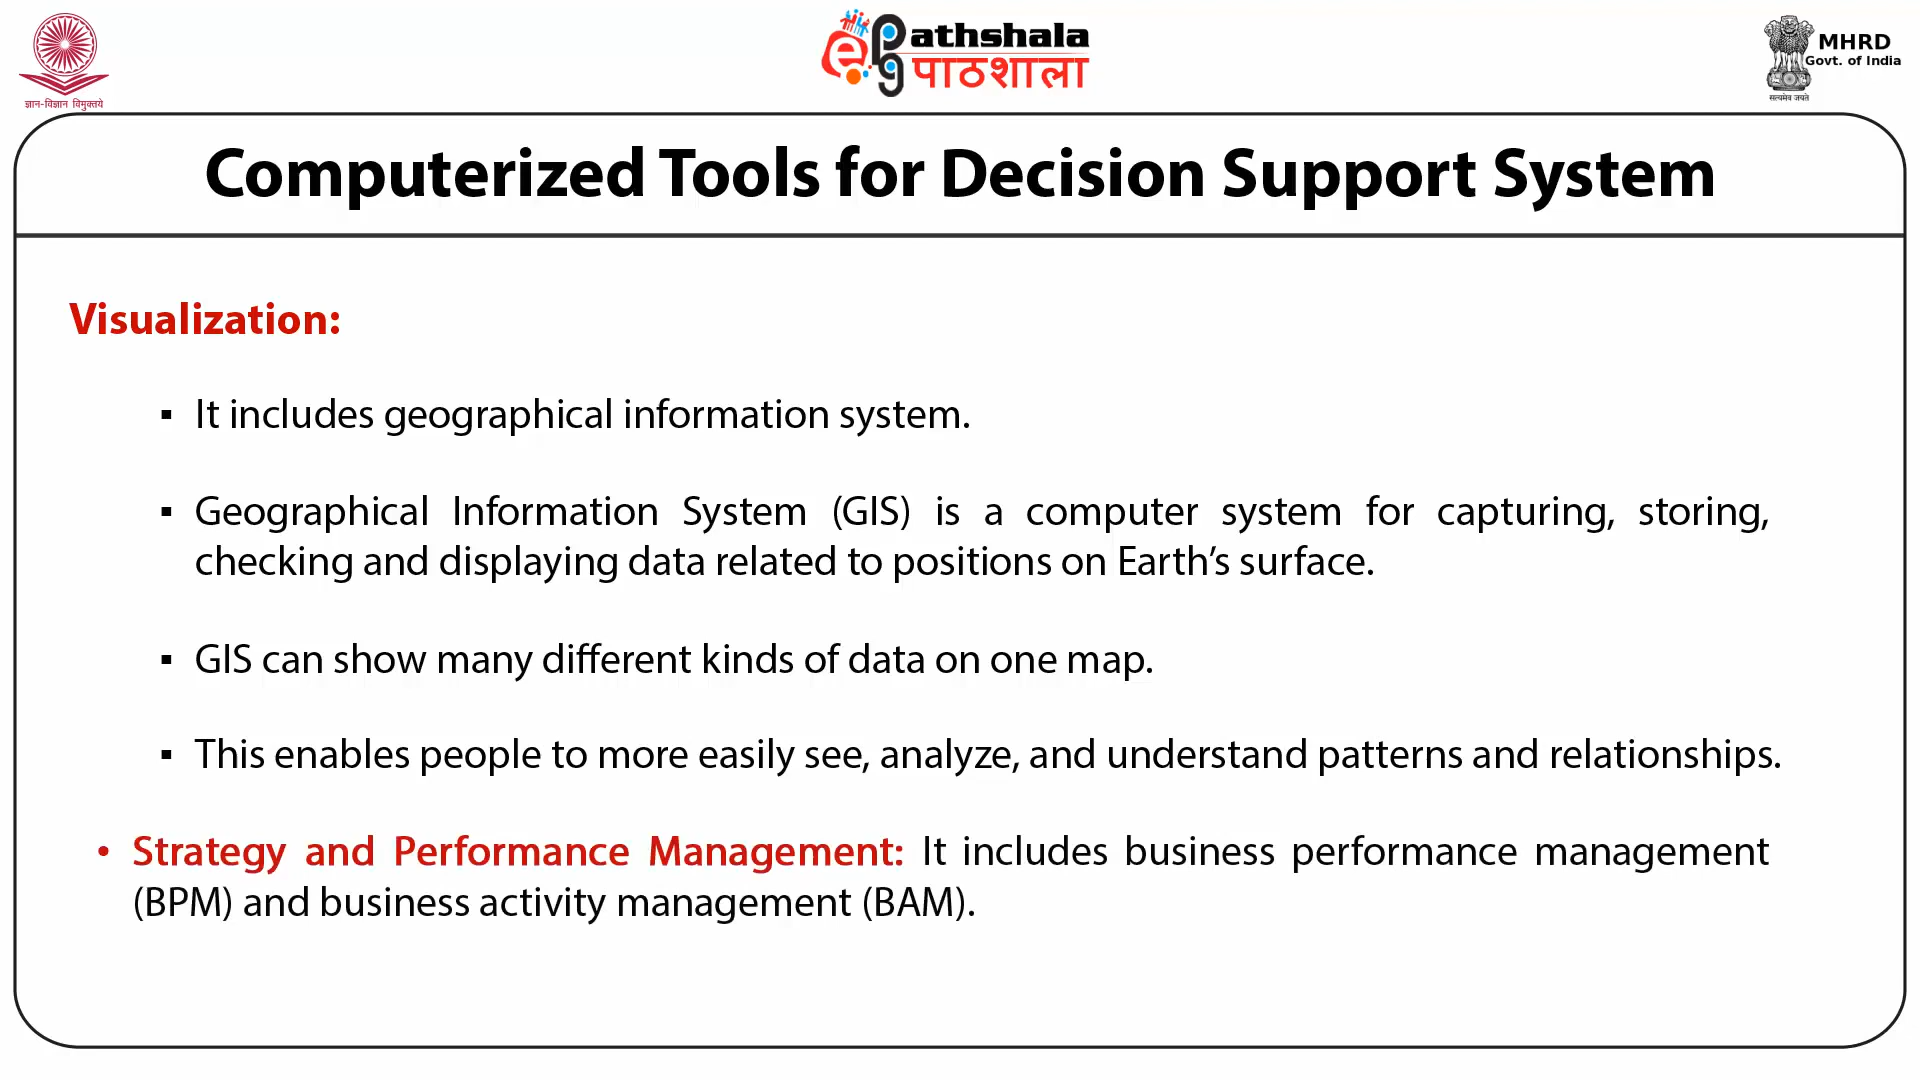 ज्ञान-विज्ञान विमुक्तये
ePG Pathshala
पाठशाला
MHRD
Govt. of India
सत्यमेव जयते
Computerized Tools for Decision Support System
Visualization:
▪ It includes geographical information system.
▪ Geographical Information System (GIS) is a computer system for capturing, storing,
checking and displaying data related to positions on Earth’s surface.
▪ GIS can show many different kinds of data on one map.
▪ This enables people to more easily see, analyze, and understand patterns and relationships.
• Strategy and Performance Management: It includes business performance management
(BPM) and business activity management (BAM).